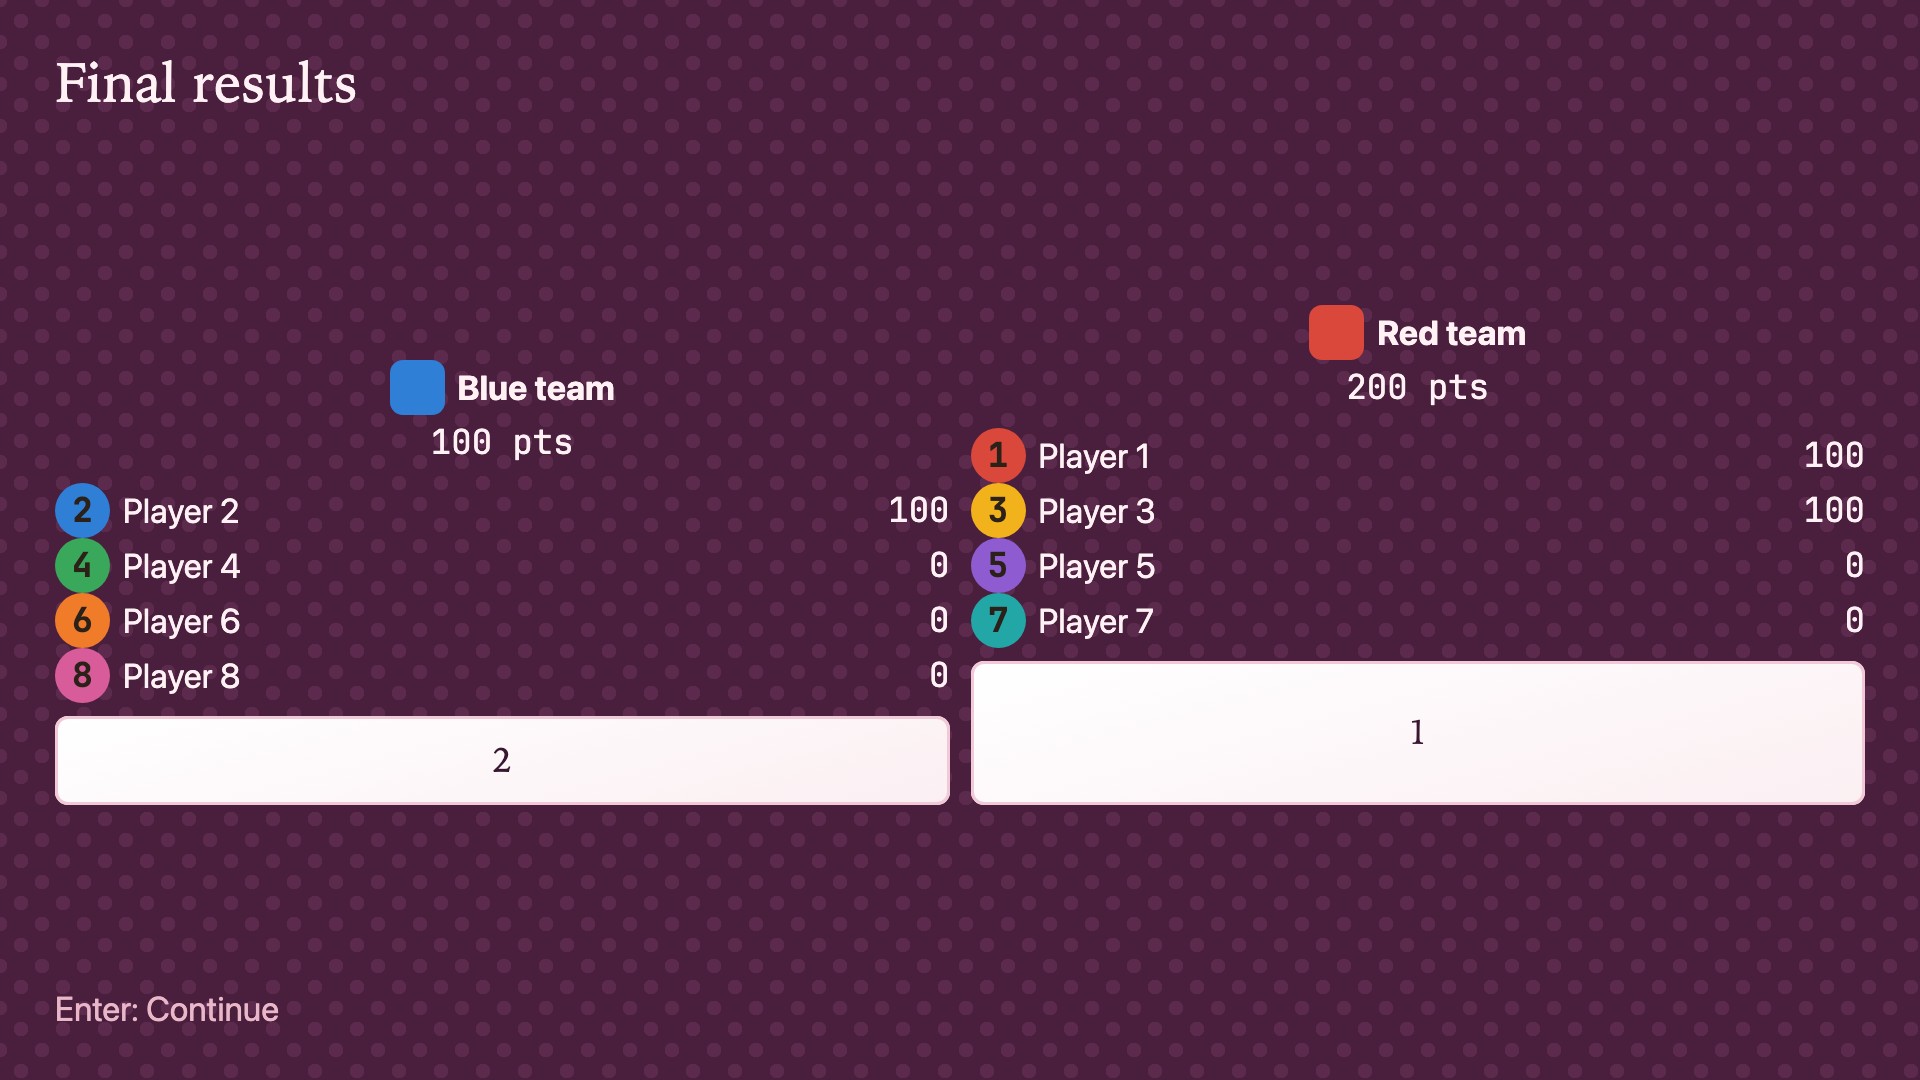 Final results
Blue team
100 pts
2 Player 2 100
4 Player 4 0
6 Player 6 0
8 Player 8 0
2
Red team
200 pts
1 Player 1 100
3 Player 3 100
5 Player 5 0
7 Player 7 0
1
Enter: Continue